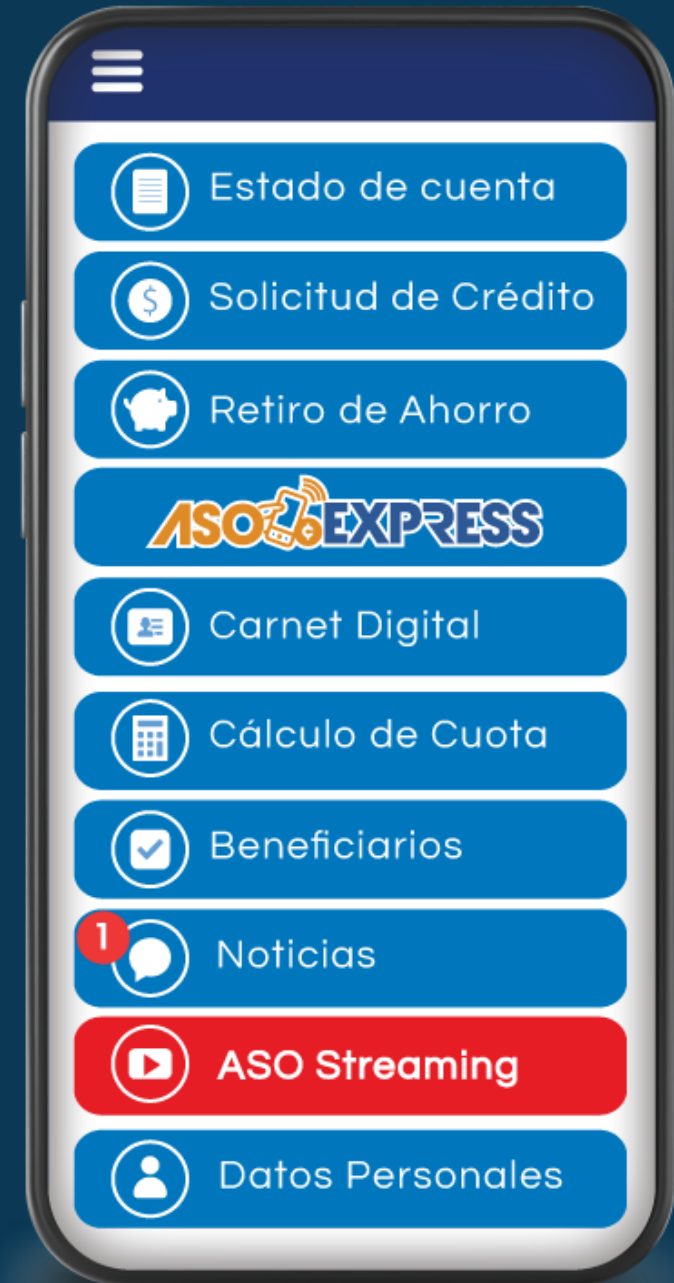 Estado de cuenta
$
Solicitud de Crédito
Retiro de Ahorro
ASO EXPRESS
Carnet Digital
Cálculo de Cuota
Beneficiarios
1
Noticias
ASO Streaming
Datos Personales